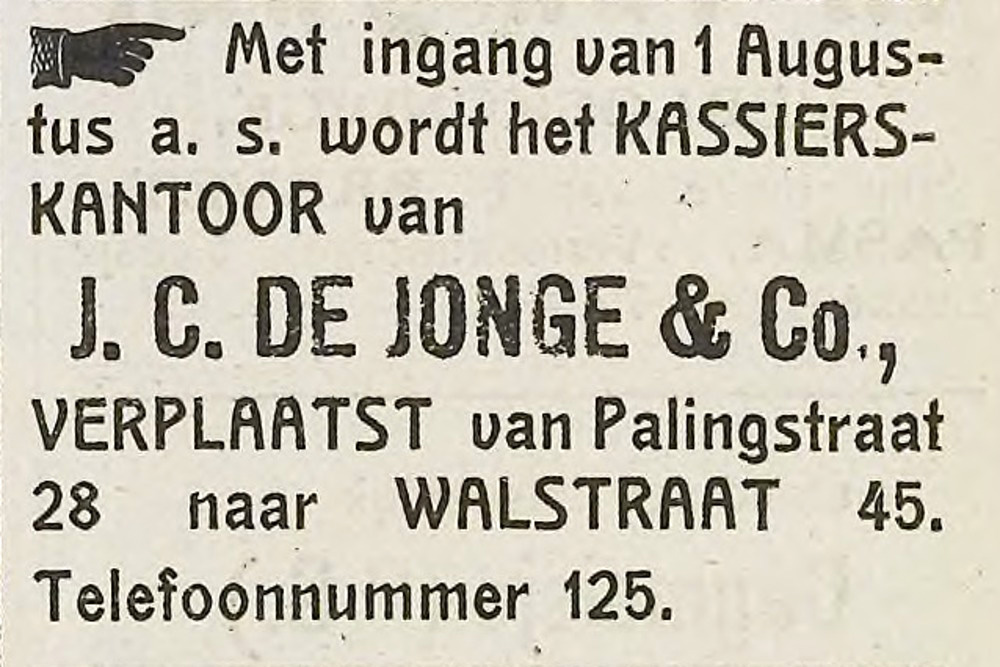 Met ingang van 1 Augus-
tus a. s. wordt het KASSIERS-
KANTOOR van
J. C. DE JONGE & Co.,
VERPLAATST van Palingstraat
28 naar WALSTRAAT 45.
Telefoonnummer 125.